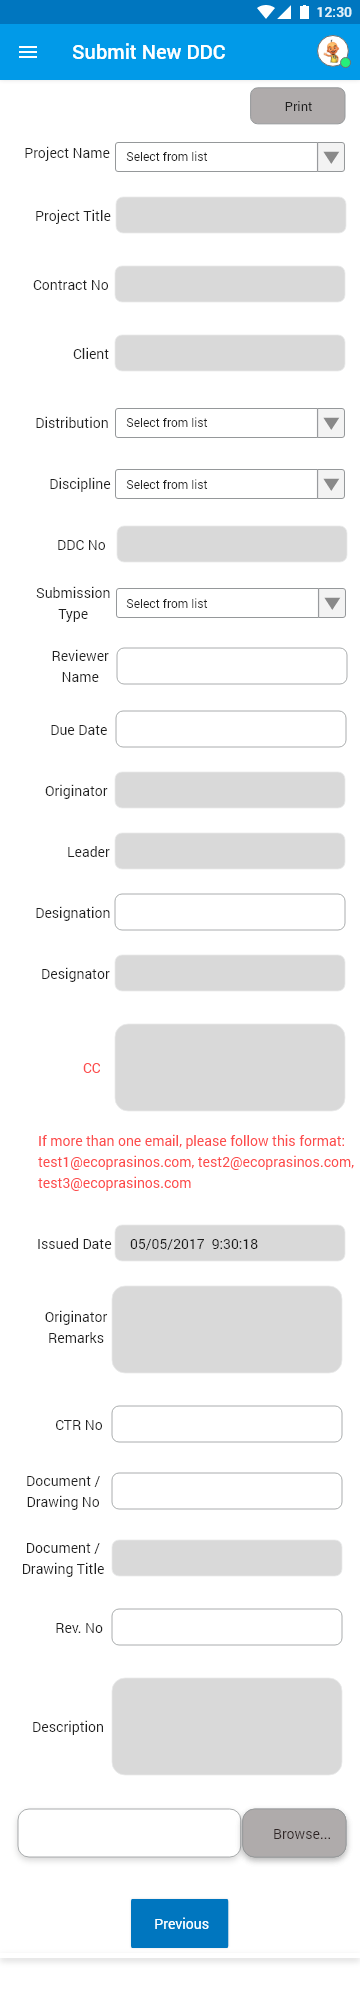 12:30
Submit New DDC
Print
Project Name
Select from list
Project Title
Contract No
Client
Distribution
Select from list
Discipline
Select from list
DDC No
Submission
Type
Select from list
Reviewer
Name
Due Date
Originator
Leader
Designation
Designator
CC
If more than one email, please follow this format:
test1@ecoprasinos.com, test2@ecoprasinos.com,
test3@ecoprasinos.com
Issued Date
05/05/2017 9:30:18
Originator
Remarks
CTR No
Document /
Drawing No
Document /
Drawing Title
Rev. No
Description
Browse...
Previous